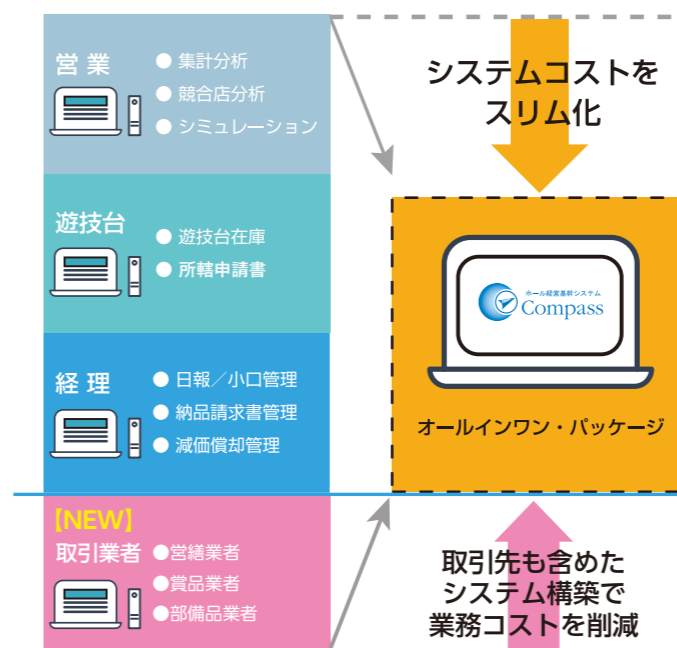 営業
● 集計分析
● 競合店分析
● シミュレーション
遊技台
● 遊技台在庫
● 所轄申請書
経理
● 日報／小口管理
● 納品請求書管理
● 減価償却管理
【NEW】
取引業者
●営繕業者
●賞品業者
●部備品業者
システムコストを
スリム化
ホール経営基幹システム
Compass
オールインワン・パッケージ
取引先も含めた
システム構築で
業務コストを削減